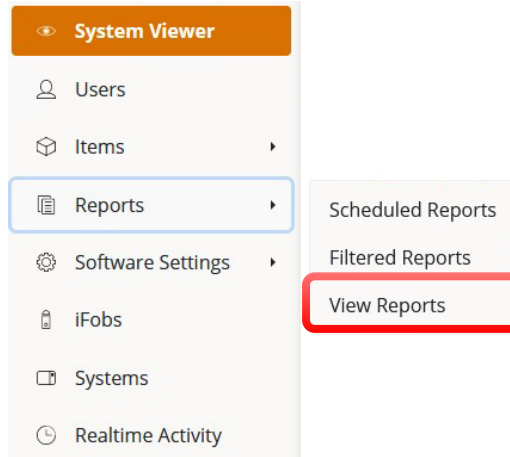 System Viewer
Users
Items
Reports
Scheduled Reports
Filtered Reports
View Reports
Software Settings
iFobs
Systems
Realtime Activity